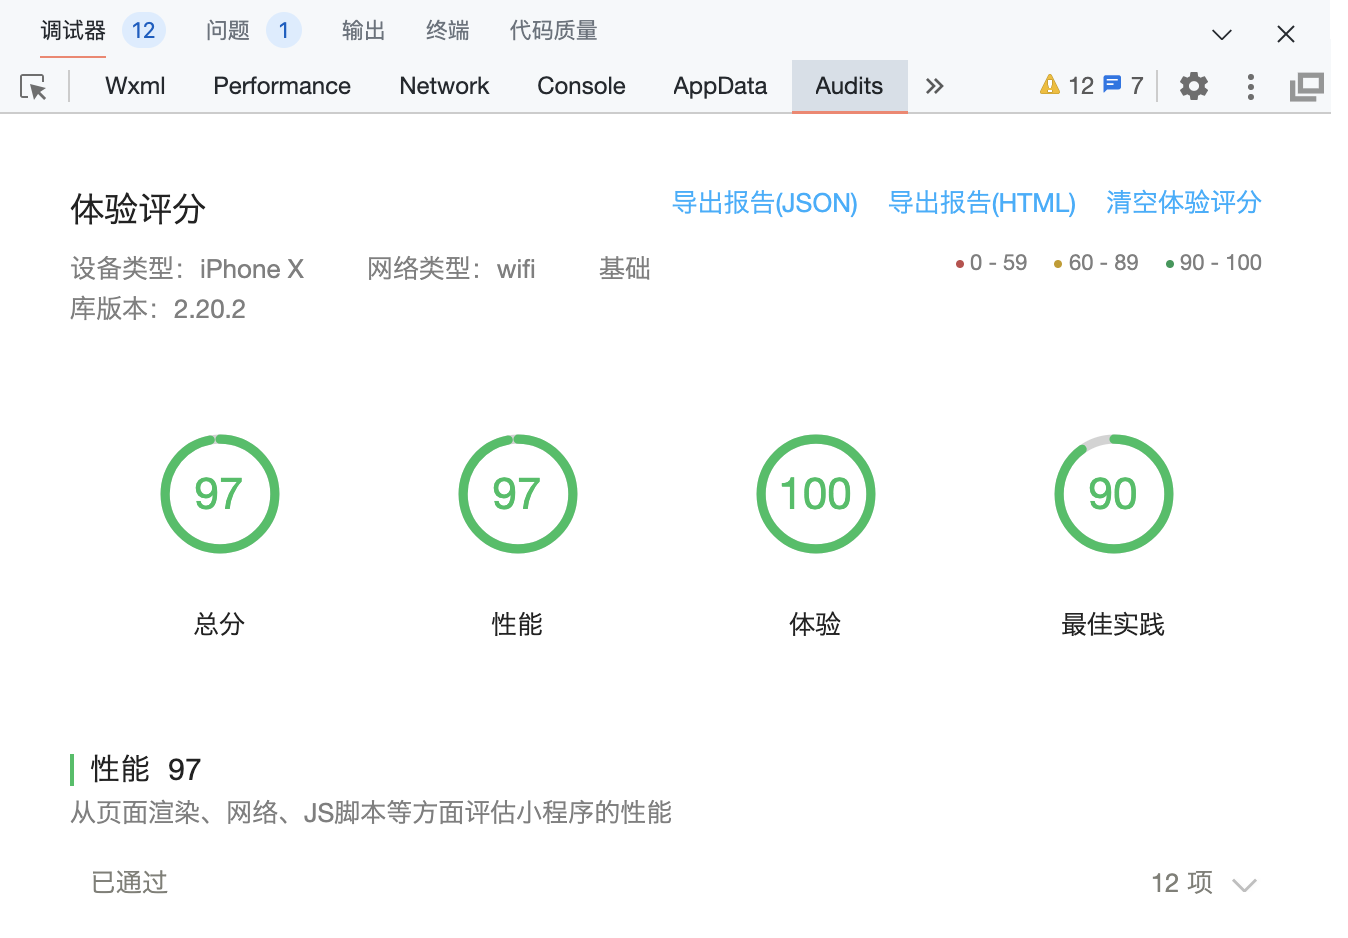 调试器 12 问题 1 输出 终端 代码质量
Wxml Performance Network Console AppData Audits 12 7
体验评分 导出报告(JSON) 导出报告(HTML) 清空体验评分
设备类型：iPhone X 网络类型：wifi 基础 0 - 59 60 - 89 90 - 100
库版本：2.20.2
97 97 100 90
总分 性能 体验 最佳实践
性能 97
从页面渲染、网络、JS脚本等方面评估小程序的性能
已通过 12 项